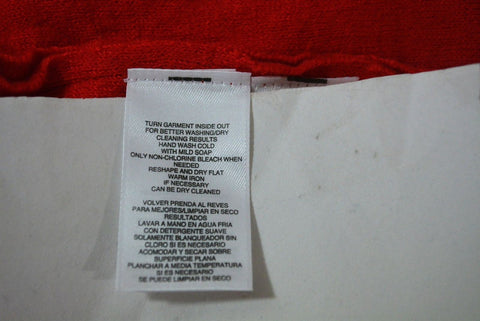 TURN GARMENT INSIDE OUT
FOR BETTER WASHING/DRY
CLEANING RESULTS
HAND WASH COLD
WITH MILD SOAP
ONLY NON-CHLORINE BLEACH WHEN
NEEDED
RESHAPE AND DRY FLAT
WARM IRON
IF NECESSARY
CAN BE DRY CLEANED
VOLVER PRENDA AL REVES
PARA MEJORES/LIMPIAR EN SECO
RESULTADOS
LAVAR A MANO EN AGUA FRIA
CON DETERGENTE SUAVE
SOLAMENTE BLANQUEADOR SIN
CLORO SI ES NECESARIO
ACOMODAR Y SECAR SOBRE
SUPERFICIE PLANA
PLANCHAR A MEDIA TEMPERATURA
SI ES NECESARIO
SE PUEDE LIMPIAR EN SECO